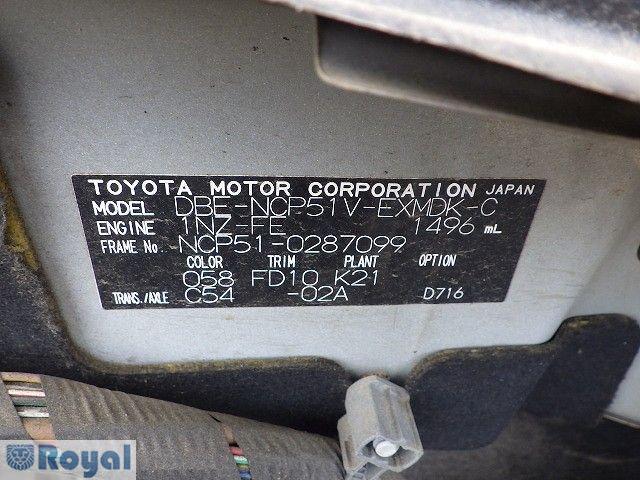 TOYOTA MOTOR CORPORATION JAPAN
MODEL DBE-NCP51V-EXMDK-C
ENGINE 1NZ-FE 1496 mL
FRAME No. NCP51-0287099
COLOR TRIM PLANT OPTION
058 FD10 K21
TRANS./AXLE C54 -02A D716
Royal